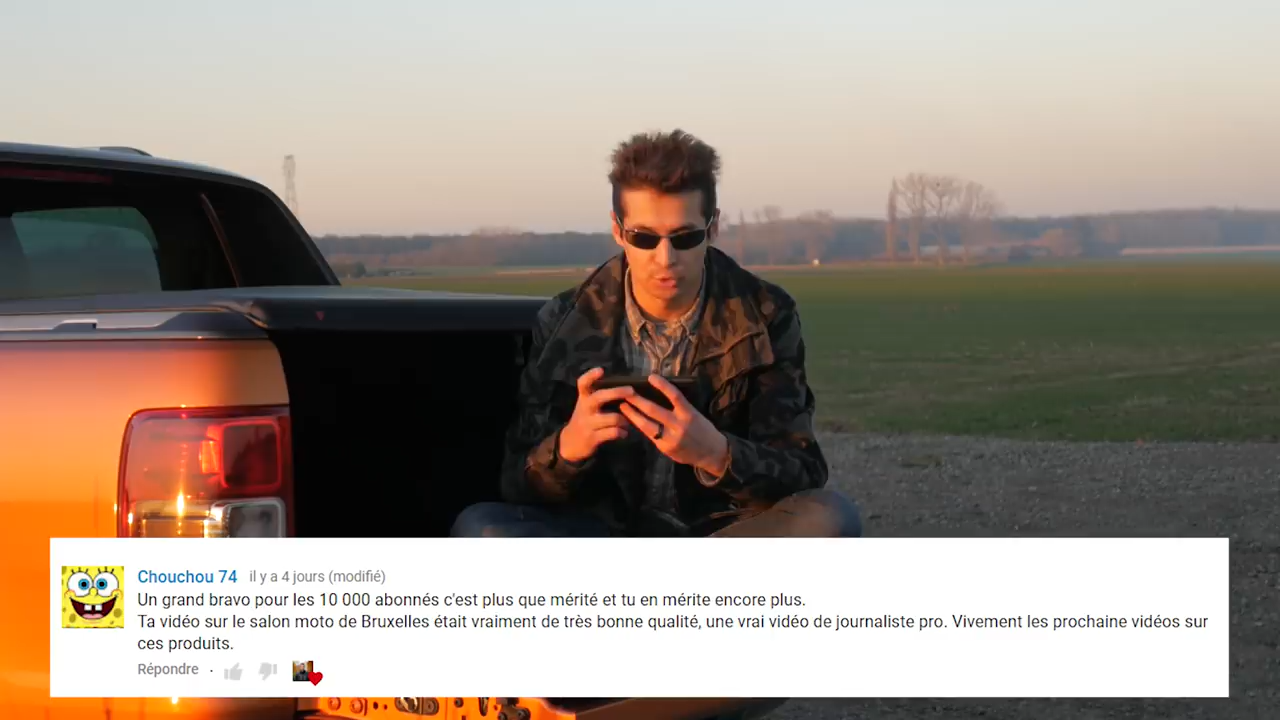 Chouchou 74 il y a 4 jours (modifié)
Un grand bravo pour les 10 000 abonnés c'est plus que mérité et tu en mérite encore plus.
Ta vidéo sur le salon moto de Bruxelles était vraiment de très bonne qualité, une vrai vidéo de journaliste pro. Vivement les prochaine vidéos sur
ces produits.
Répondre ·